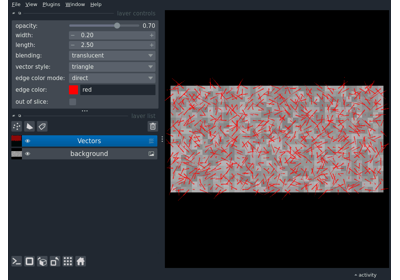 File View Plugins Window Help
layer controls
opacity: 0.70
width: 0.20
length: 2.50
blending: translucent
vector style: triangle
edge color mode: direct
edge color: red
out of slice:
layer list
Vectors
background
activity